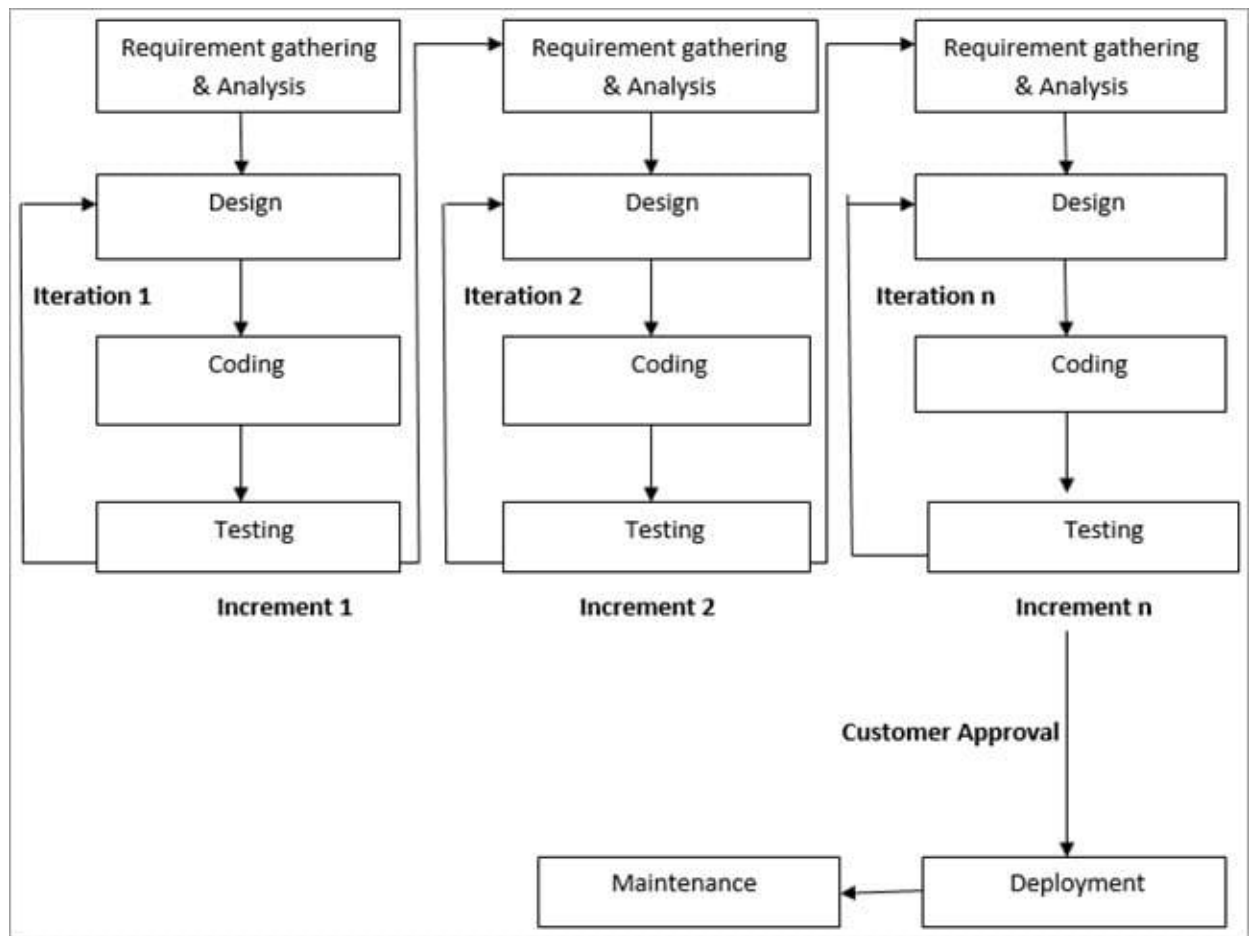 Requirement gathering
& Analysis
Requirement gathering
& Analysis
Requirement gathering
& Analysis
Design
Design
Design
Iteration 1
Iteration 2
Iteration n
Coding
Coding
Coding
Testing
Testing
Testing
Increment 1
Increment 2
Increment n
Customer Approval
Maintenance
Deployment